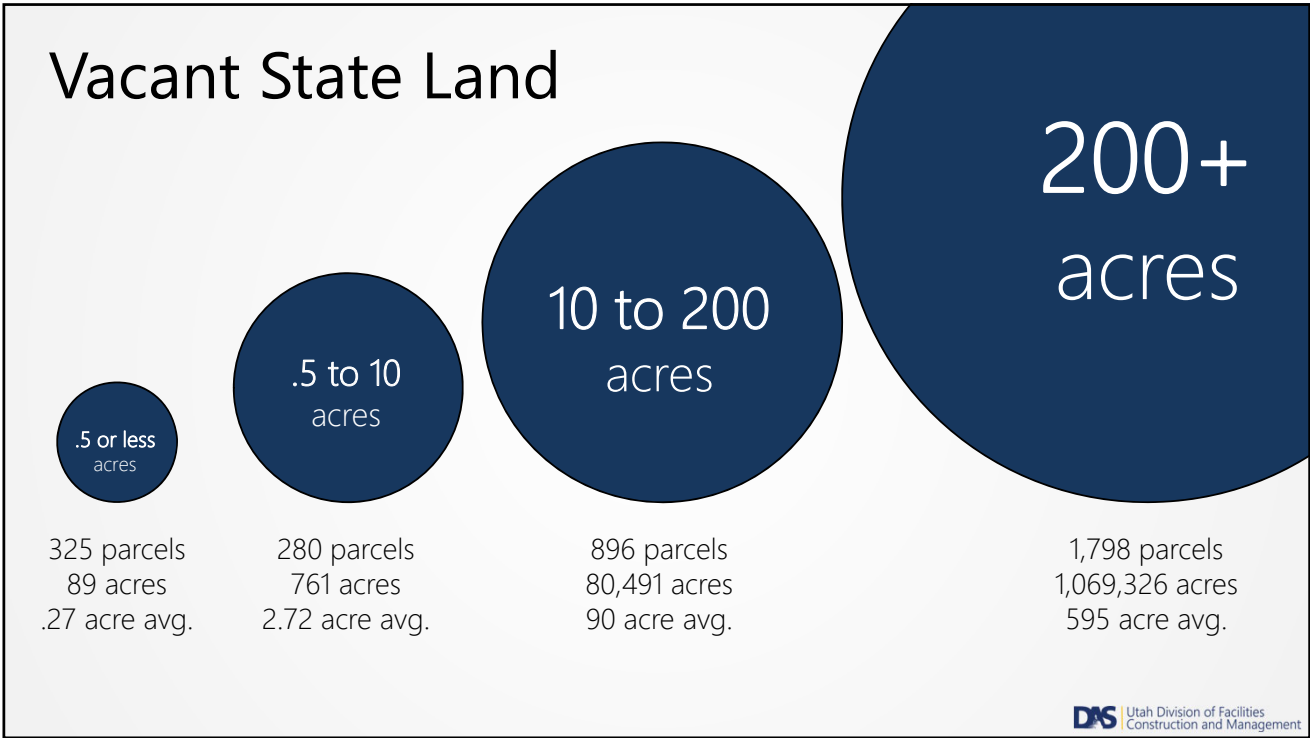 Vacant State Land
.5 or less
acres
.5 to 10
acres
10 to 200
acres
200+
acres
325 parcels
89 acres
.27 acre avg.
280 parcels
761 acres
2.72 acre avg.
896 parcels
80,491 acres
90 acre avg.
1,798 parcels
1,069,326 acres
595 acre avg.
DAS
Utah Division of Facilities
Construction and Management